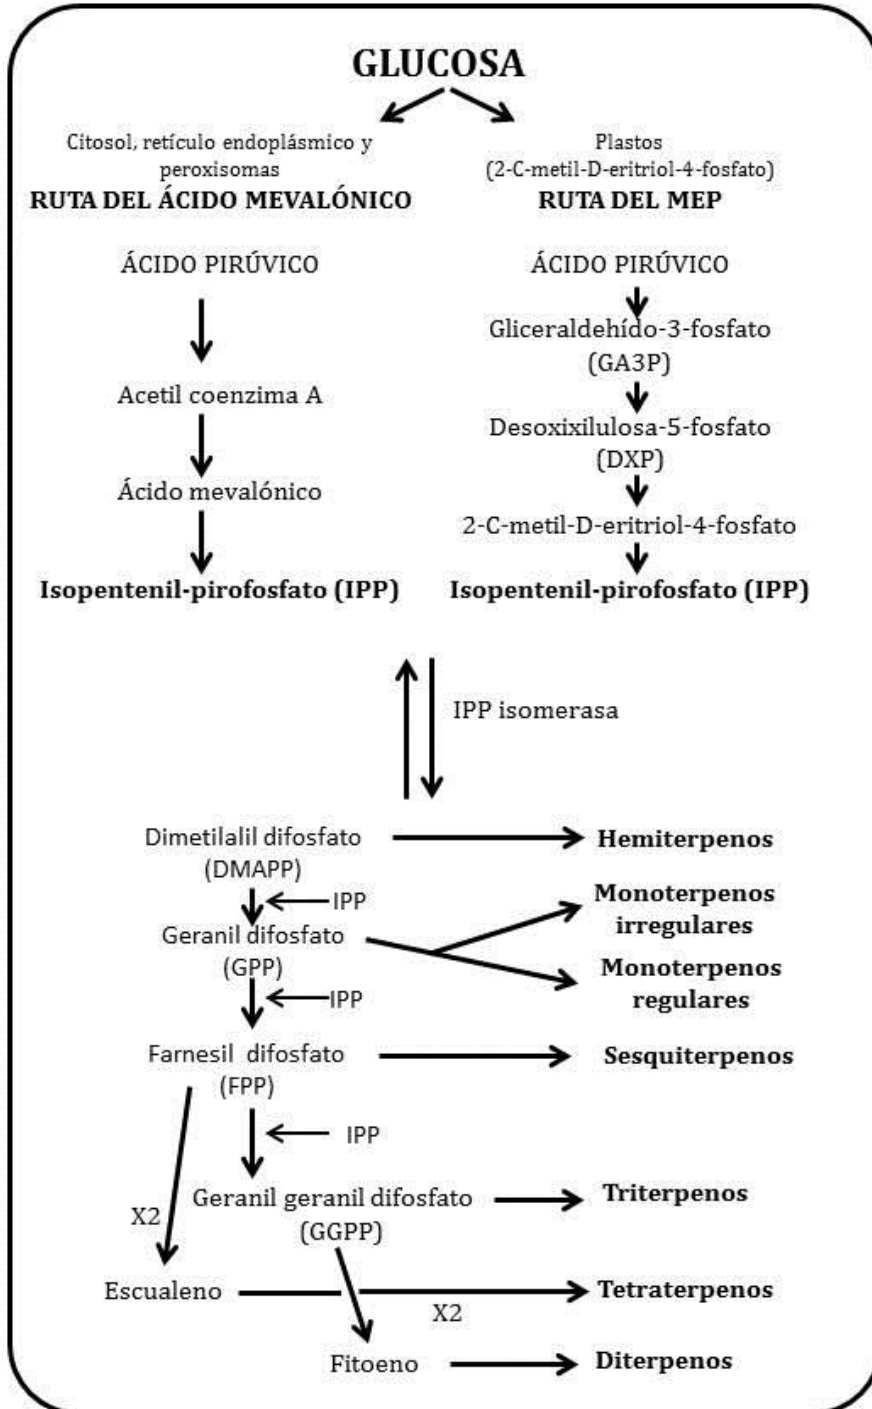 GLUCOSA
Citosol, retículo endoplásmico y
peroxisomas
RUTA DEL ÁCIDO MEVALÓNICO
Plastos
(2-C-metil-D-eritriol-4-fosfato)
RUTA DEL MEP
ÁCIDO PIRÚVICO
Acetil coenzima A
Ácido mevalónico
Isopentenil-pirofosfato (IPP)
ÁCIDO PIRÚVICO
Gliceraldehído-3-fosfato
(GA3P)
Desoxixilulosa-5-fosfato
(DXP)
2-C-metil-D-eritriol-4-fosfato
Isopentenil-pirofosfato (IPP)
IPP isomerasa
Dimetilalil difosfato
(DMAPP)
Hemiterpenos
IPP
Monoterpenos
irregulares
Geranil difosfato
(GPP)
Monoterpenos
regulares
IPP
Farnesil difosfato
(FPP)
Sesquiterpenos
IPP
Geranil geranil difosfato
(GGPP)
Triterpenos
X2
Escualeno
Tetraterpenos
X2
Fitoeno
Diterpenos